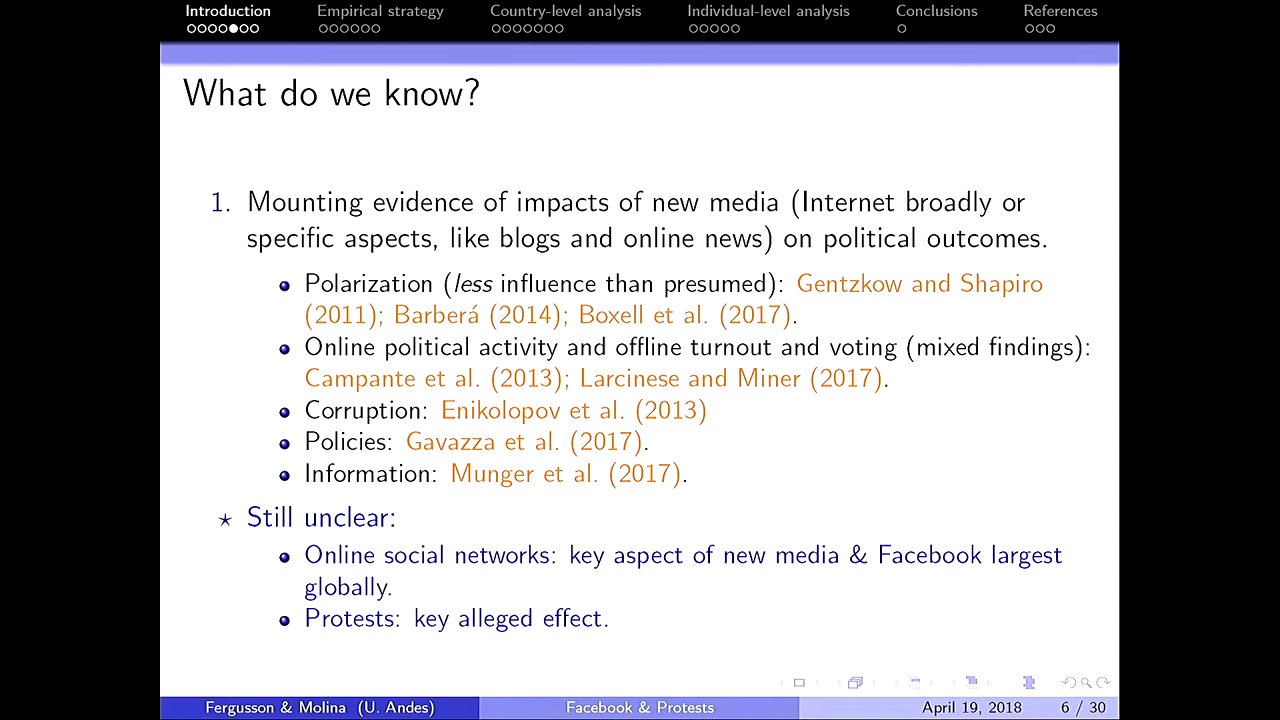 Introduction Empirical strategy Country-level analysis Individual-level analysis Conclusions References
What do we know?
1. Mounting evidence of impacts of new media (Internet broadly or
specific aspects, like blogs and online news) on political outcomes.
Polarization (less influence than presumed): Gentzkow and Shapiro
(2011); Barberá (2014); Boxell et al. (2017).
Online political activity and offline turnout and voting (mixed findings):
Campante et al. (2013); Larcinese and Miner (2017).
Corruption: Enikolopov et al. (2013)
Policies: Gavazza et al. (2017).
Information: Munger et al. (2017).
⋆ Still unclear:
Online social networks: key aspect of new media & Facebook largest
globally.
Protests: key alleged effect.
Fergusson & Molina (U. Andes) Facebook & Protests April 19, 2018 6 / 30